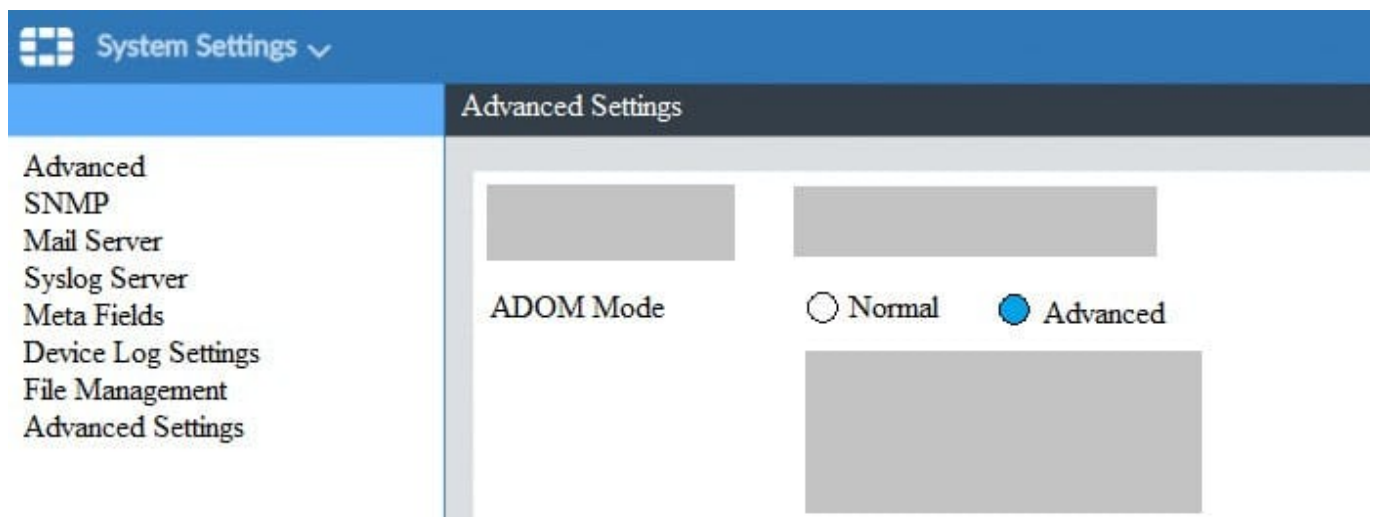 System Settings
Advanced Settings
Advanced
SNMP
Mail Server
Syslog Server
Meta Fields
Device Log Settings
File Management
Advanced Settings
ADOM Mode Normal Advanced